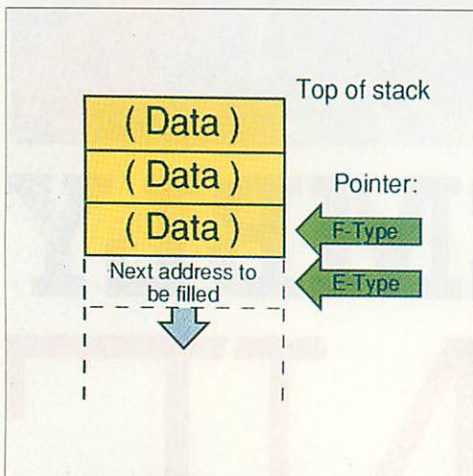 Top of stack
( Data )
( Data )
Pointer:
( Data )
F-Type
Next address to
be filled
E-Type